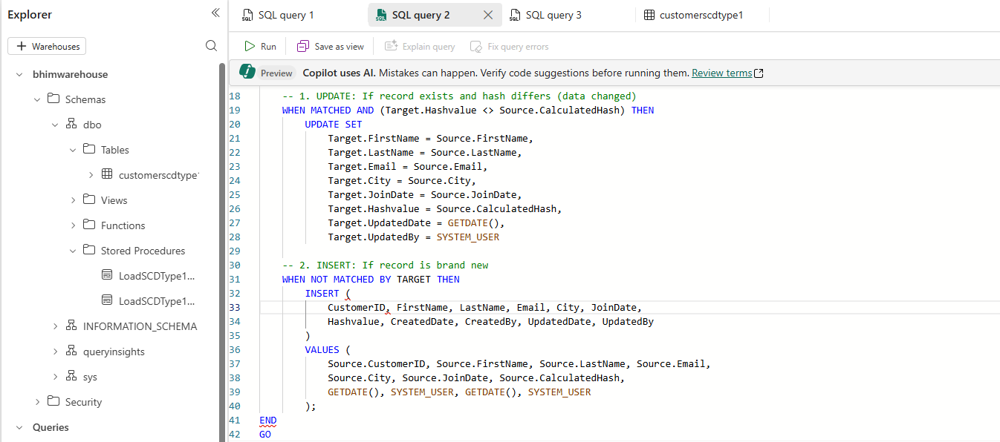 Explorer
Warehouses
bhimwarehouse
Schemas
dbo
Tables
customerscdtype1
Views
Functions
Stored Procedures
LoadSCDType1...
LoadSCDType1...
INFORMATION_SCHEMA
queryinsights
sys
Security
Queries
SQL query 1
SQL query 2
SQL query 3
customerscdtype1
Run
Save as view
Explain query
Fix query errors
Preview Copilot uses AI. Mistakes can happen. Verify code suggestions before running them. Review terms
18 -- 1. UPDATE: If record exists and hash differs (data changed)
19 WHEN MATCHED AND (Target.Hashvalue <> Source.CalculatedHash) THEN
20 UPDATE SET
21 Target.FirstName = Source.FirstName,
22 Target.LastName = Source.LastName,
23 Target.Email = Source.Email,
24 Target.City = Source.City,
25 Target.JoinDate = Source.JoinDate,
26 Target.Hashvalue = Source.CalculatedHash,
27 Target.UpdatedDate = GETDATE(),
28 Target.UpdatedBy = SYSTEM_USER
29
30 -- 2. INSERT: If record is brand new
31 WHEN NOT MATCHED BY TARGET THEN
32 INSERT (
33 CustomerID, FirstName, LastName, Email, City, JoinDate,
34 Hashvalue, CreatedDate, CreatedBy, UpdatedDate, UpdatedBy
35 )
36 VALUES (
37 Source.CustomerID, Source.FirstName, Source.LastName, Source.Email,
38 Source.City, Source.JoinDate, Source.CalculatedHash,
39 GETDATE(), SYSTEM_USER, GETDATE(), SYSTEM_USER
40 );
41 END
42 GO